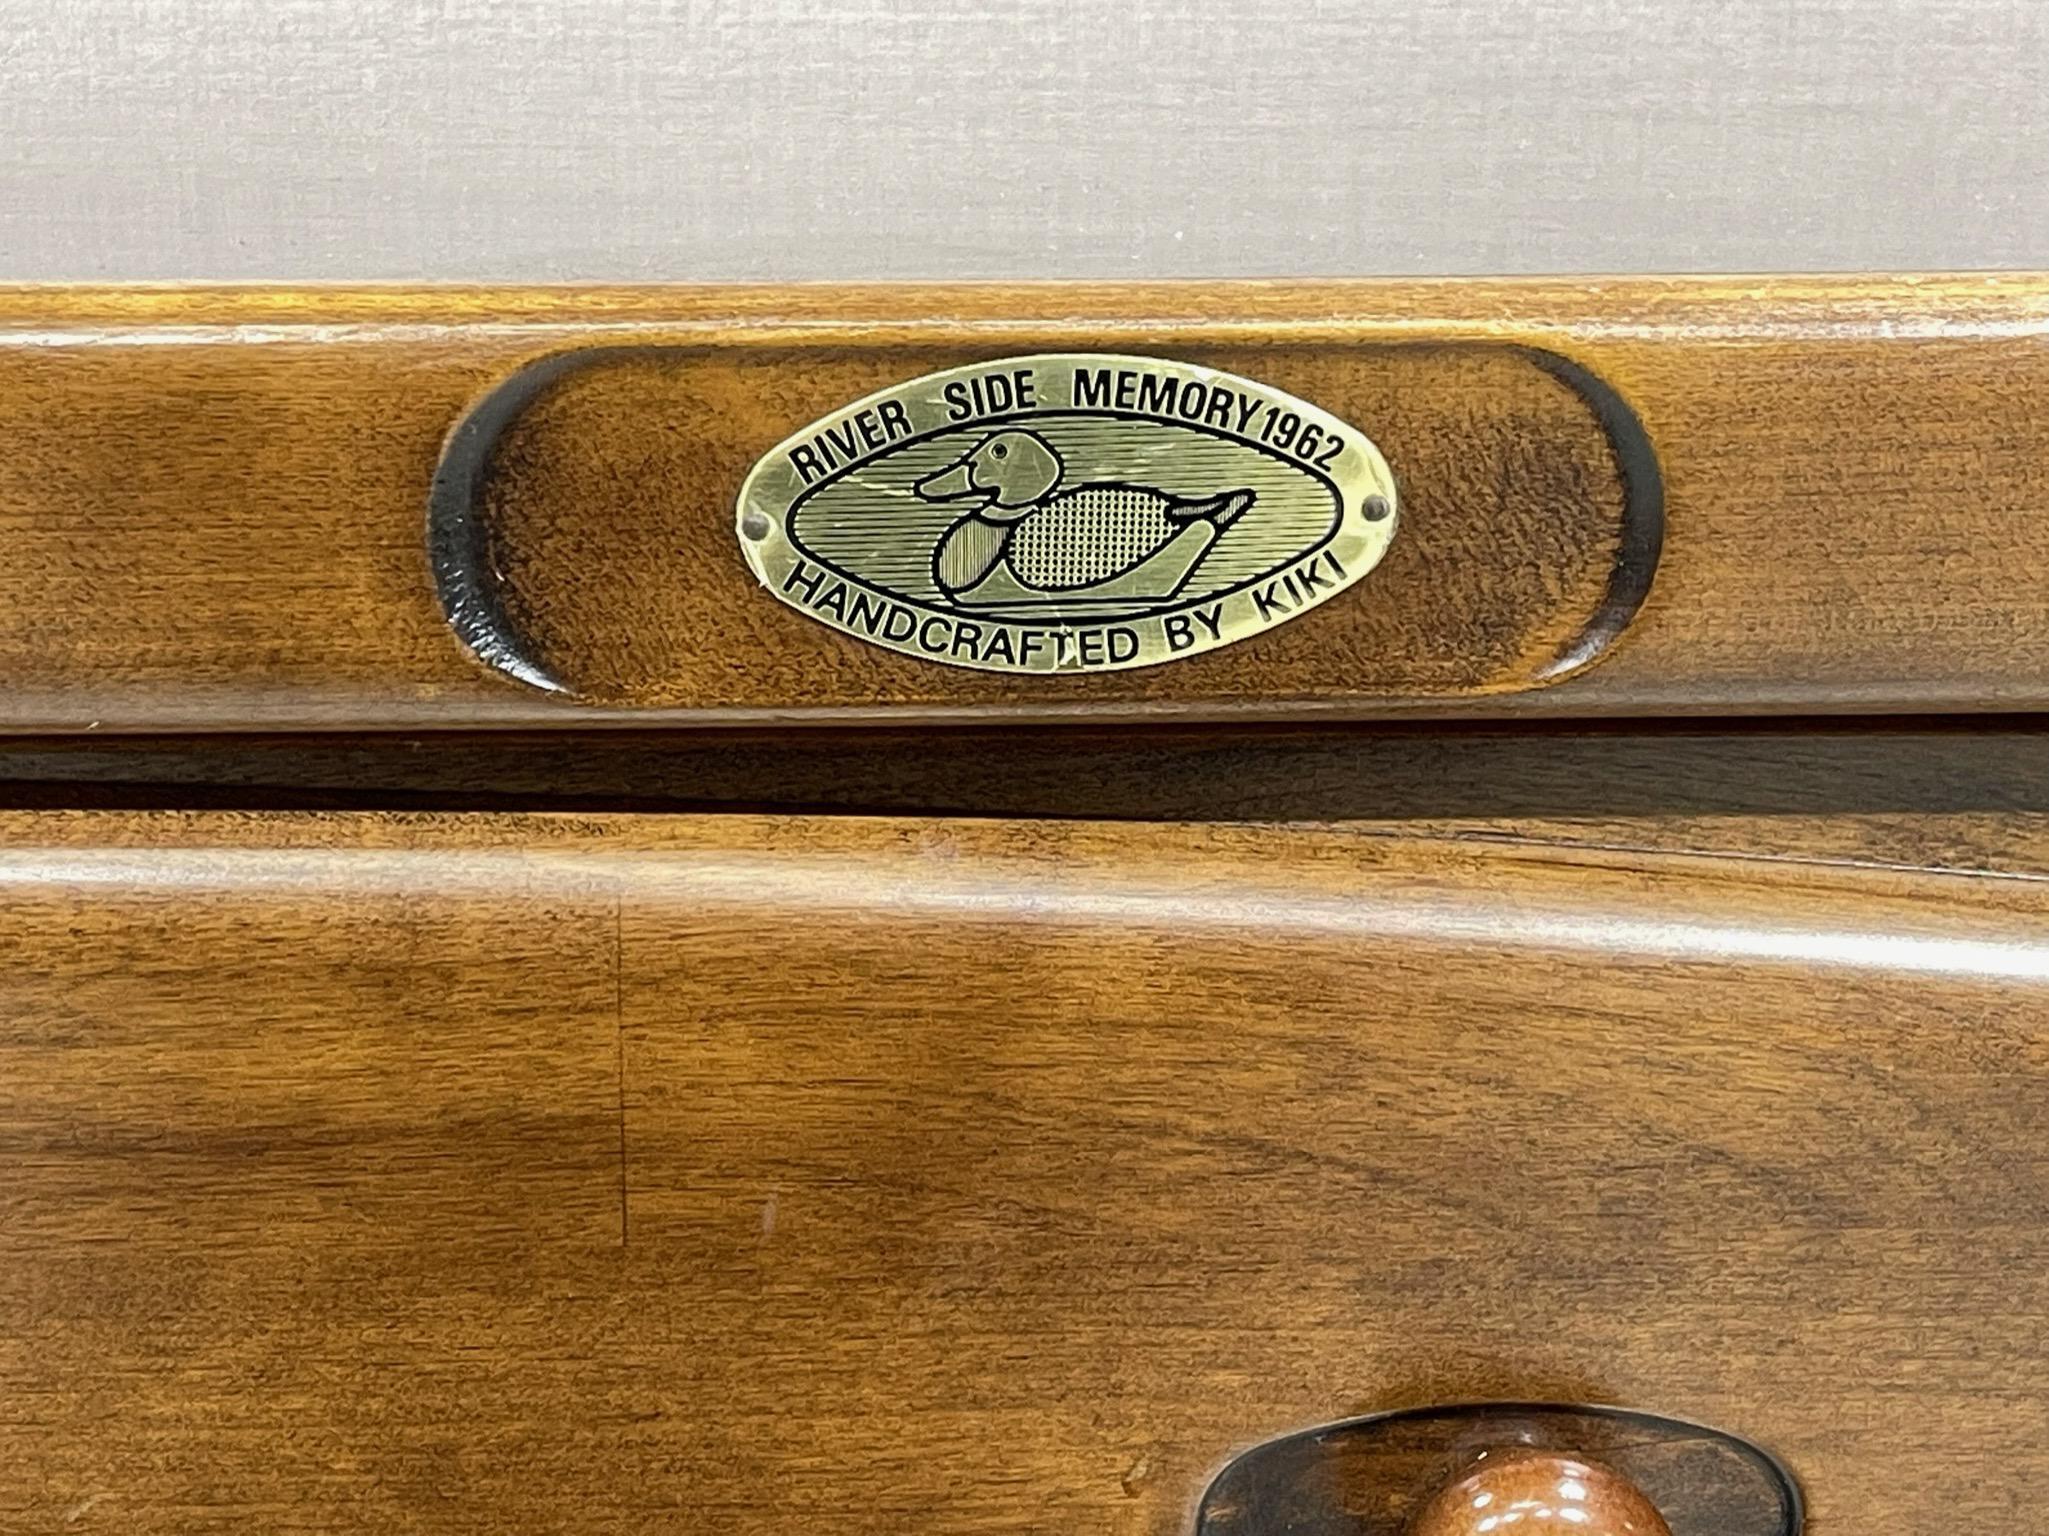 RIVER SIDE MEMORY 1962
HANDCRAFTED BY KIKI